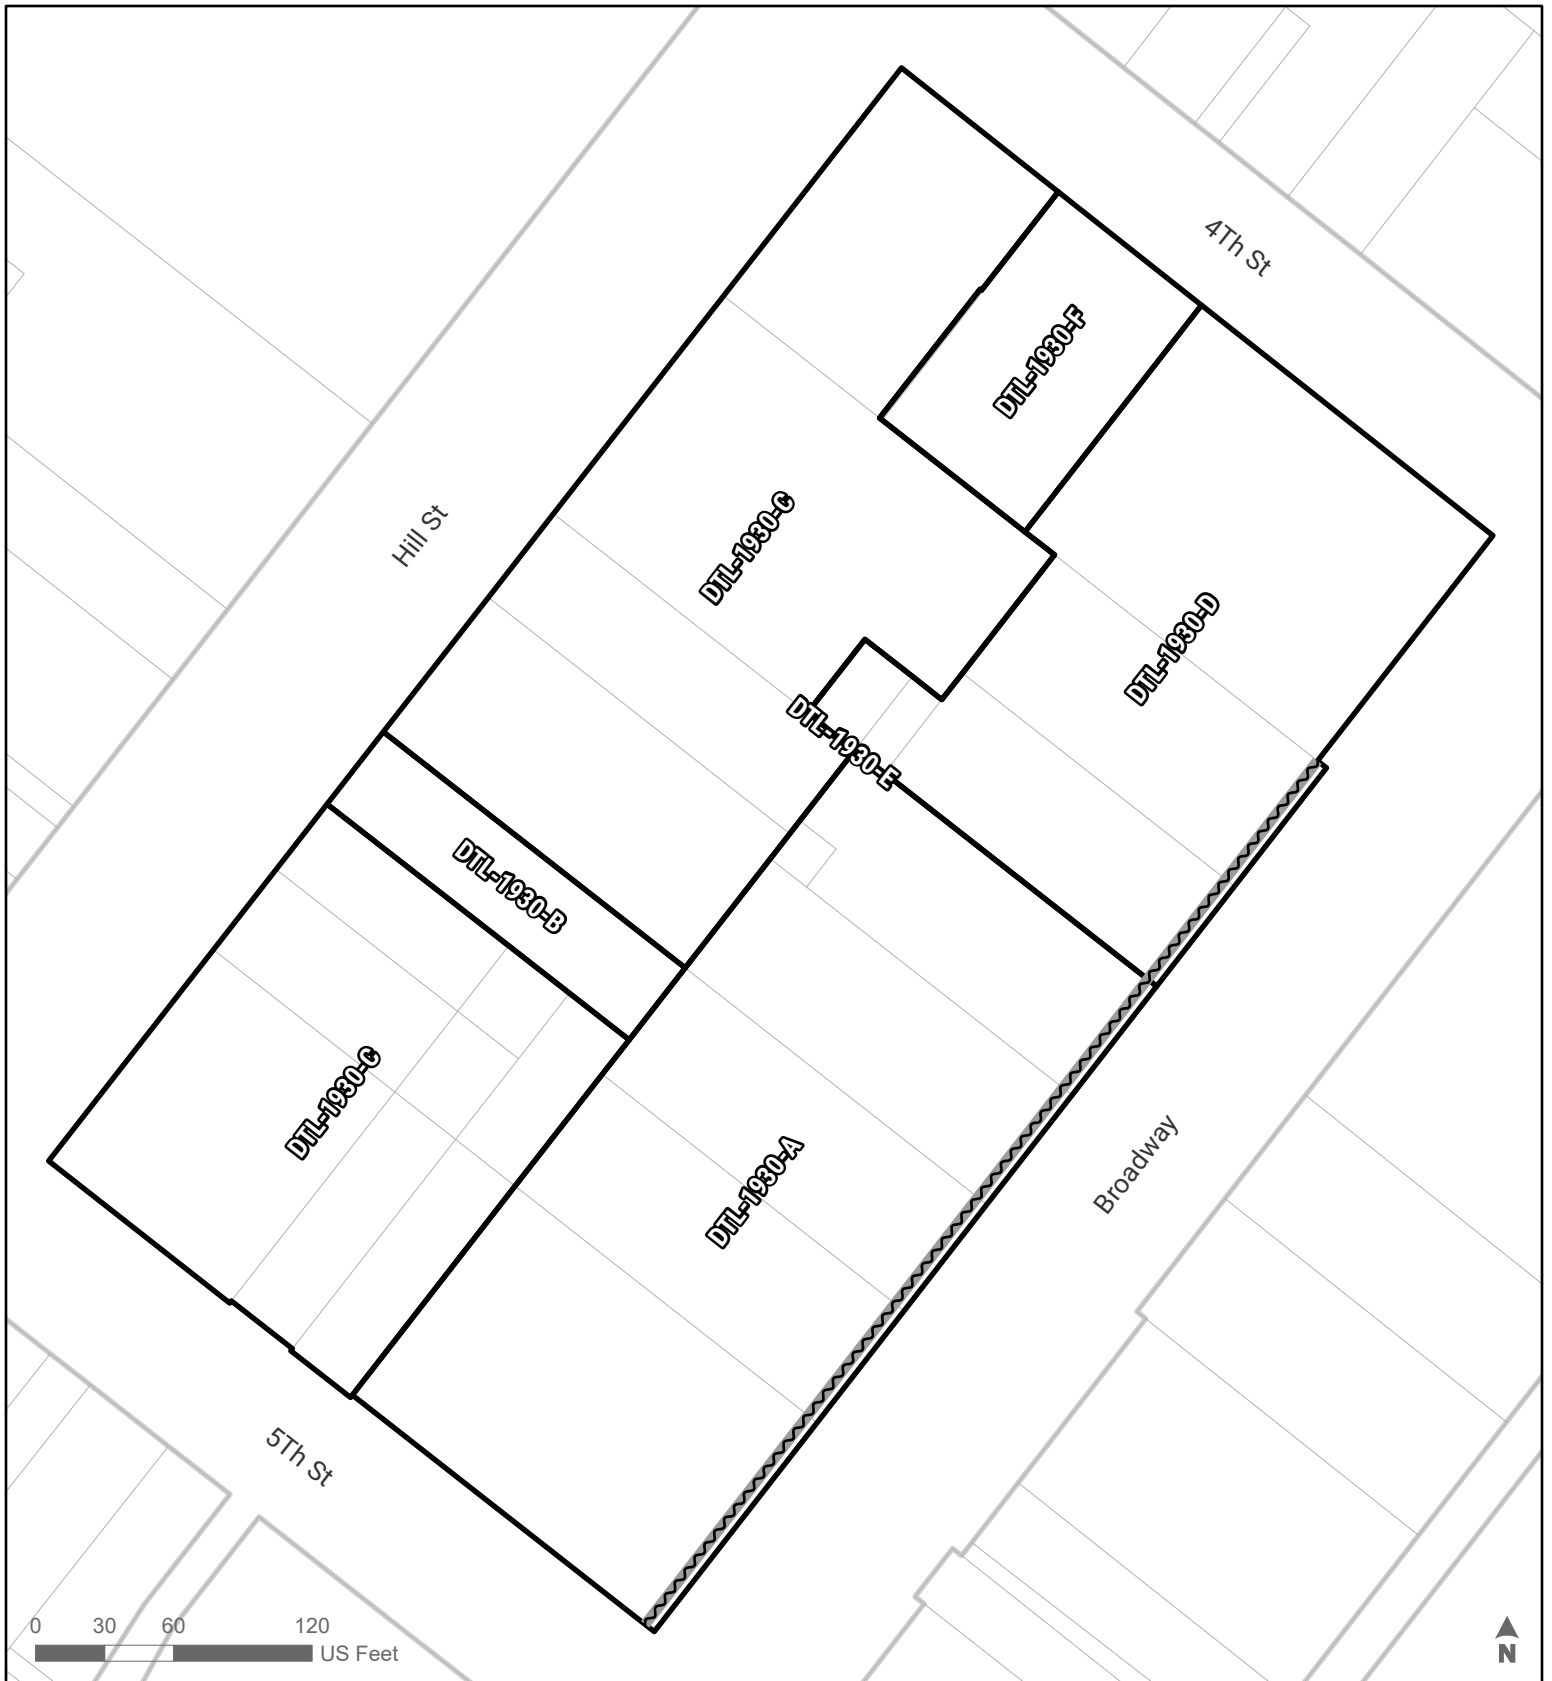 4Th St
DTL-1930-F
Hill St
DTL-1930-C
DTL-1930-D
DTL-1930-E
DTL-1930-B
DTL-1930-C
DTL-1930-A
Broadway
5Th St
0 30 60 120
US Feet
N